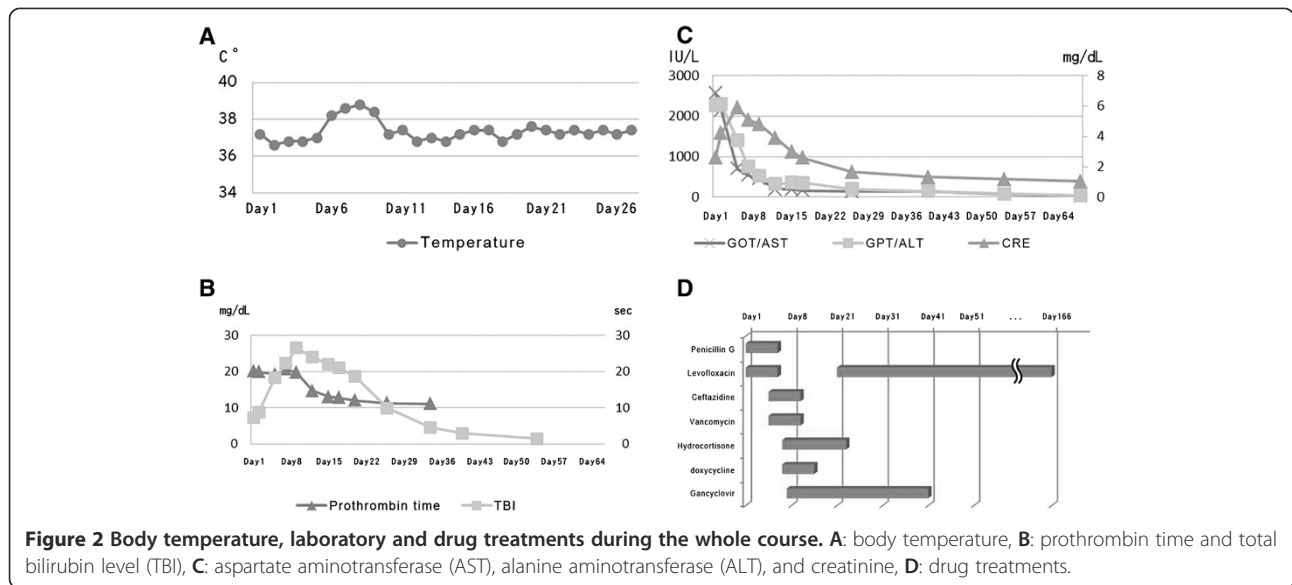 A
C°
40
38
36
34
Day1 Day6 Day11 Day16 Day21 Day26
Temperature
B
mg/dL sec
30 30
20 20
10 10
0 0
Day1 Day8 Day15 Day22 Day29 Day36 Day43 Day50 Day57 Day64
Prothrombin time TBI
C
IU/L mg/dL
3000 8
2000 6
4
1000 2
0 0
Day1 Day8 Day15 Day22 Day29 Day36 Day43 Day50 Day57 Day64
GOT/AST GPT/ALT CRE
D
Day1 Day8 Day21 Day31 Day41 Day51 ... Day166
Penicillin G
Levofloxacin
Ceftazidine
Vancomycin
Hydrocortisone
doxycycline
Gancyclovir
Figure 2 Body temperature, laboratory and drug treatments during the whole course. A: body temperature, B: prothrombin time and total
bilirubin level (TBI), C: aspartate aminotransferase (AST), alanine aminotransferase (ALT), and creatinine, D: drug treatments.